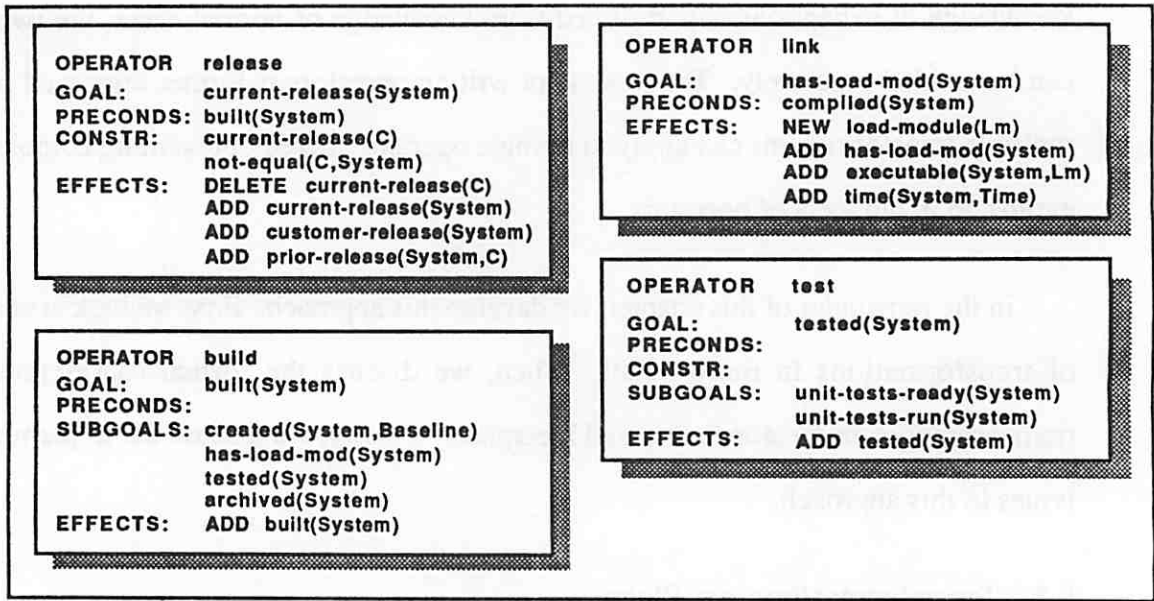 OPERATOR release
GOAL: current-release(System)
PRECONDS: built(System)
CONSTR: current-release(C)
not-equal(C,System)
EFFECTS: DELETE current-release(C)
ADD current-release(System)
ADD customer-release(System)
ADD prior-release(System,C)
OPERATOR build
GOAL: built(System)
PRECONDS:
SUBGOALS: created(System,Baseline)
has-load-mod(System)
tested(System)
archived(System)
EFFECTS: ADD built(System)
OPERATOR link
GOAL: has-load-mod(System)
PRECONDS: compiled(System)
EFFECTS: NEW load-module(Lm)
ADD has-load-mod(System)
ADD executable(System,Lm)
ADD time(System,Time)
OPERATOR test
GOAL: tested(System)
PRECONDS:
CONSTR:
SUBGOALS: unit-tests-ready(System)
unit-tests-run(System)
EFFECTS: ADD tested(System)